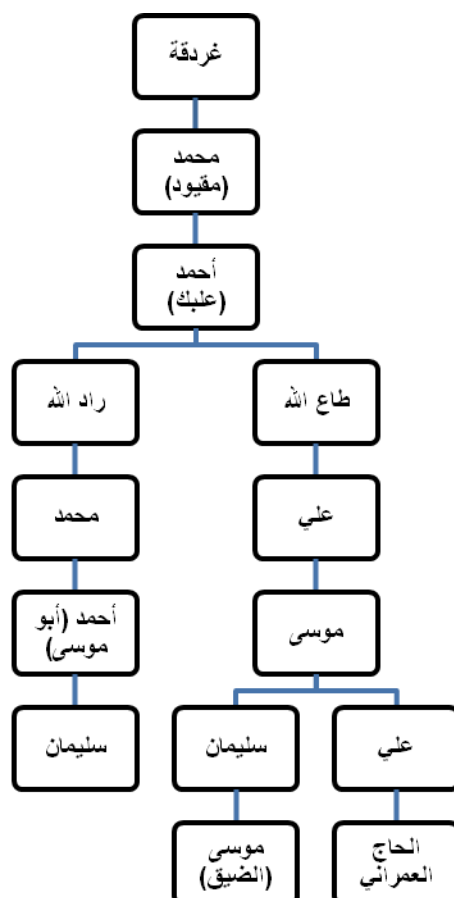 غردقة
محمد
(مقيود)
أحمد
(علبك)
طاع الله
راد الله
علي
محمد
موسى
أحمد (أبو
موسى)
علي
سليمان
سليمان
الحاج
العمراني
موسى
(الضيق)